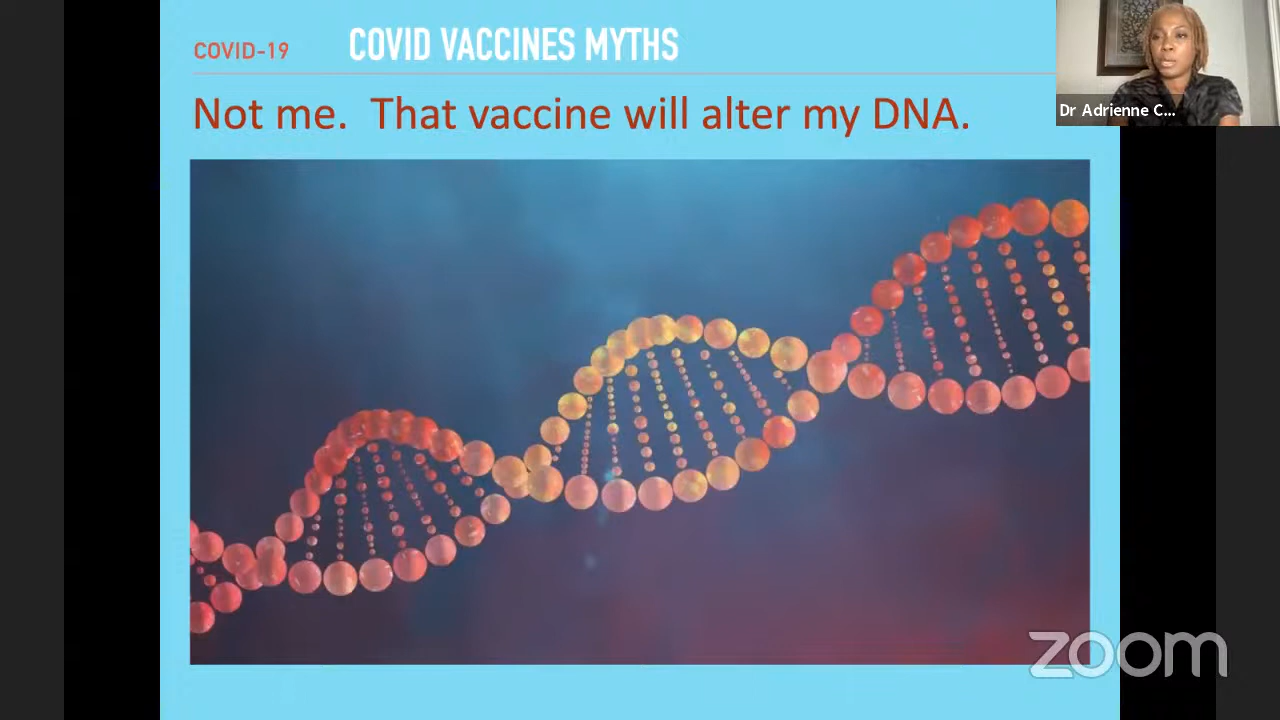 COVID-19 COVID VACCINES MYTHS
Not me. That vaccine will alter my DNA.
Dr Adrienne C...
zoom